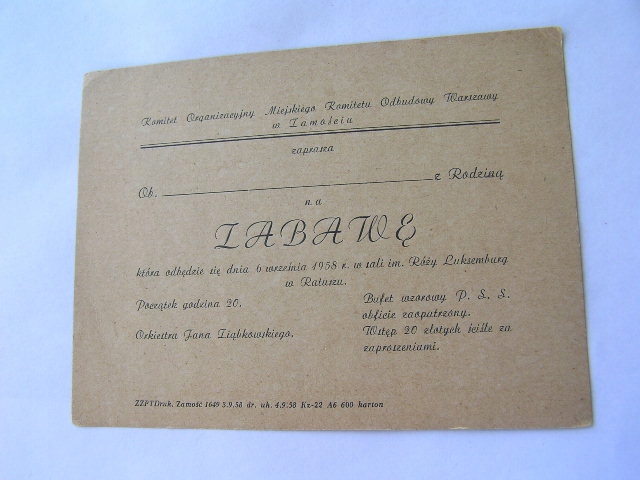 Komitet Organizacyjny Miejskiego Komitetu Odbudowy Warszawy
w Zamościu
zaprasza
Ob. z Rodziną
na
ZABAWĘ
która odbędzie się dnia 6 września 1958 r. w sali im. Róży Luksemburg
w Ratuszu.
Początek godzina 20.
Orkiestra Jana Ziąbkowskiego.
Bufet wzorowy P. S. S.
obficie zaopatrzony.
Wstęp 20 złotych ściśle za
zaproszeniami.
ZZPTDruk. Zamość 1649 3.9.58 dr. uk. 4.9.58 Kz-22 A6 600 karton